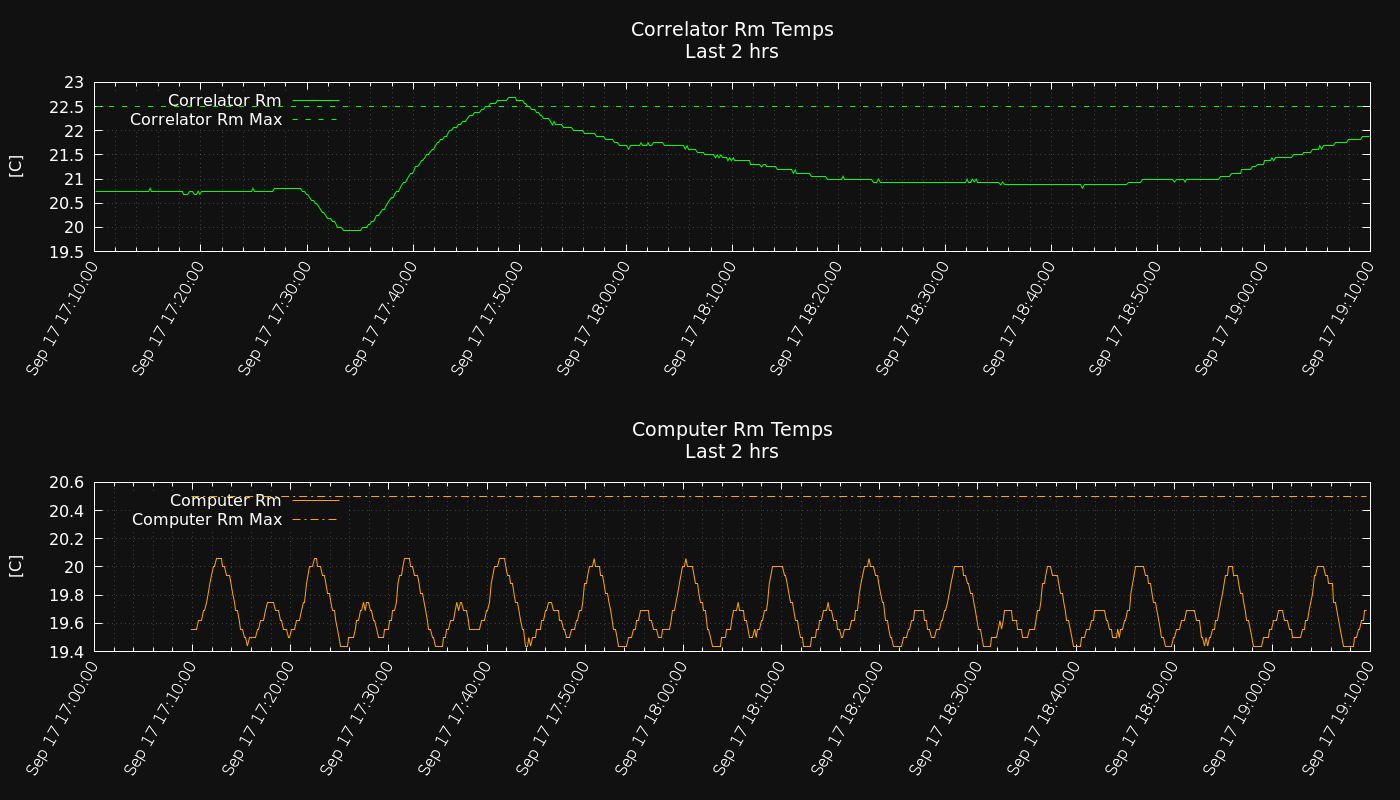 Correlator Rm Temps
Last 2 hrs
[C]
23
22.5
22
21.5
21
20.5
20
19.5
Correlator Rm
Correlator Rm Max
Sep 17 17:10:00
Sep 17 17:20:00
Sep 17 17:30:00
Sep 17 17:40:00
Sep 17 17:50:00
Sep 17 18:00:00
Sep 17 18:10:00
Sep 17 18:20:00
Sep 17 18:30:00
Sep 17 18:40:00
Sep 17 18:50:00
Sep 17 19:00:00
Sep 17 19:10:00
Computer Rm Temps
Last 2 hrs
[C]
20.6
20.4
20.2
20
19.8
19.6
19.4
Computer Rm
Computer Rm Max
Sep 17 17:00:00
Sep 17 17:10:00
Sep 17 17:20:00
Sep 17 17:30:00
Sep 17 17:40:00
Sep 17 17:50:00
Sep 17 18:00:00
Sep 17 18:10:00
Sep 17 18:20:00
Sep 17 18:30:00
Sep 17 18:40:00
Sep 17 18:50:00
Sep 17 19:00:00
Sep 17 19:10:00